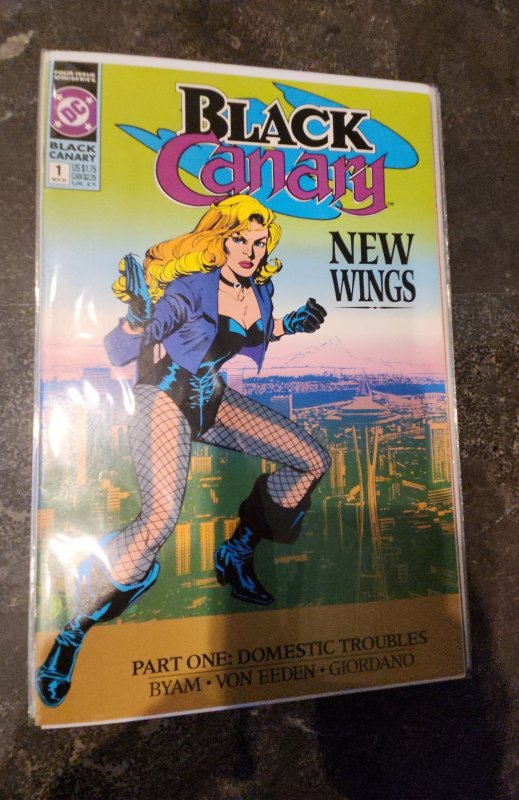 FOUR-ISSUE
MINISERIES
DC
BLACK
CANARY
1
NOV 91
US $1.75
CAN $2.25
UK £1
BLACK
Canary
TM
NEW
WINGS
PART ONE: DOMESTIC TROUBLES
BYAM • VON EEDEN • GIORDANO